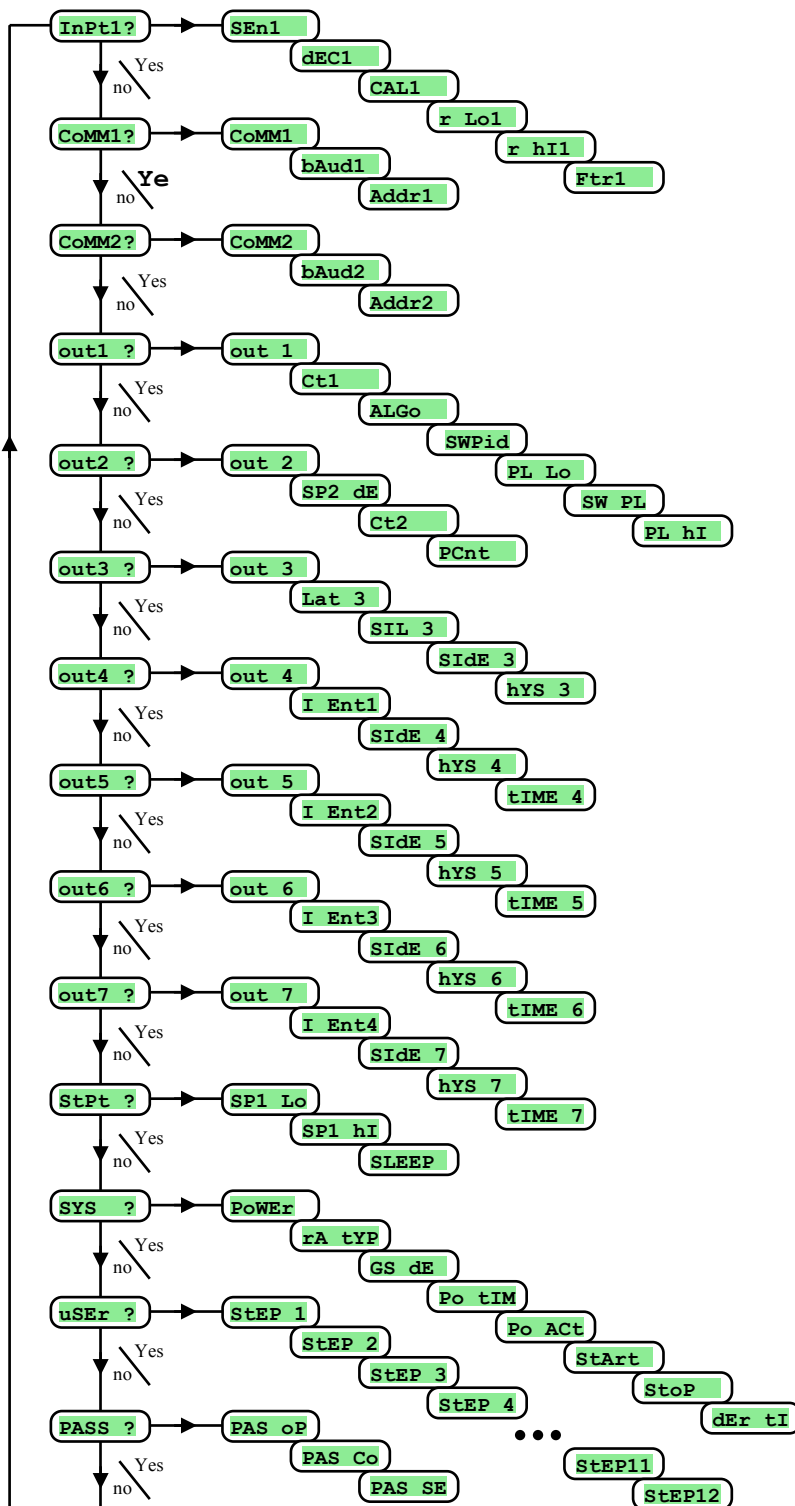 InPt1?
SEn1
dEC1
CAL1
r Lo1
r hI1
Ftr1
Yes
no
CoMM1?
CoMM1
bAud1
Addr1
Ye
no
CoMM2?
CoMM2
bAud2
Addr2
Yes
no
out1 ?
out 1
Ct1
ALGo
SWPid
PL Lo
SW PL
PL hI
Yes
no
out2 ?
out 2
SP2 dE
Ct2
PCnt
Yes
no
out3 ?
out 3
Lat 3
SIL 3
SIdE 3
hYS 3
Yes
no
out4 ?
out 4
I Ent1
SIdE 4
hYS 4
tIME 4
Yes
no
out5 ?
out 5
I Ent2
SIdE 5
hYS 5
tIME 5
Yes
no
out6 ?
out 6
I Ent3
SIdE 6
hYS 6
tIME 6
Yes
no
out7 ?
out 7
I Ent4
SIdE 7
hYS 7
tIME 7
Yes
no
StPt ?
SP1 Lo
SP1 hI
SLEEP
Yes
no
SYS ?
PoWEr
rA tYP
GS dE
Po tIM
Po ACt
StArt
StoP
dEr tI
Yes
no
uSEr ?
StEP 1
StEP 2
StEP 3
StEP 4
•••
StEP11
StEP12
Yes
no
PASS ?
PAS oP
PAS Co
PAS SE
Yes
no